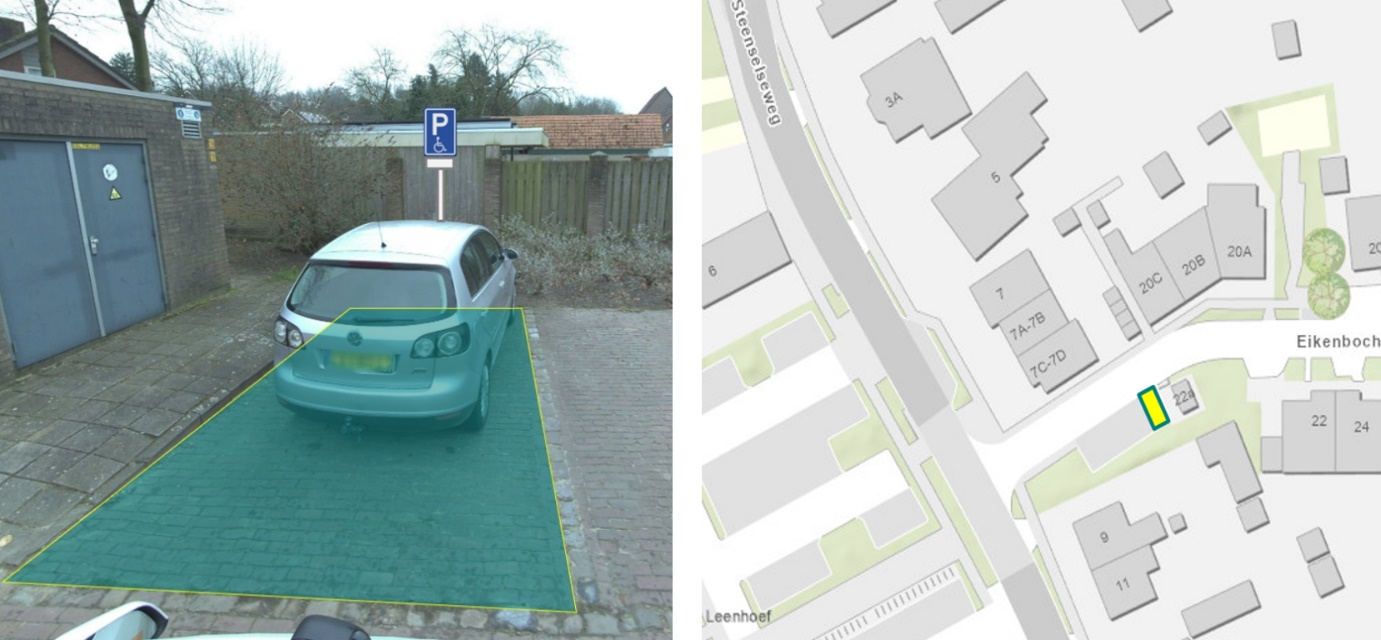 P
Steenselseweg
3A
5
6
7
7A-7B
7C-7D
20C
20B
20A
20
Eikenboch
22a
22
24
9
11
Leenhoef